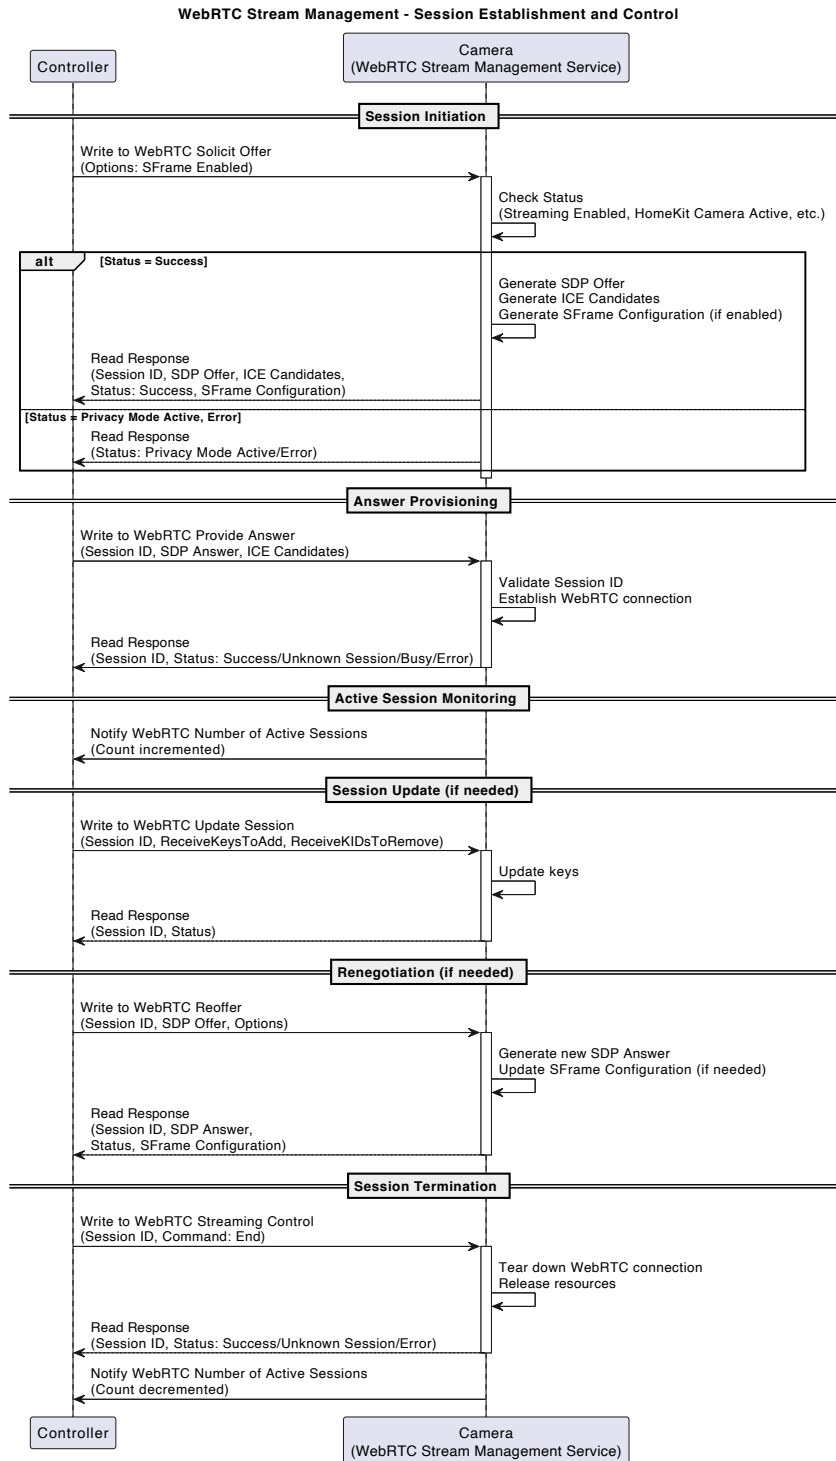 WebRTC Stream Management - Session Establishment and Control
Controller
Camera
(WebRTC Stream Management Service)
Session Initiation
Write to WebRTC Solicit Offer
(Options: SFrame Enabled)
Check Status
(Streaming Enabled, HomeKit Camera Active, etc.)
alt
[Status = Success]
Generate SDP Offer
Generate ICE Candidates
Generate SFrame Configuration (if enabled)
Read Response
(Session ID, SDP Offer, ICE Candidates,
Status: Success, SFrame Configuration)
[Status = Privacy Mode Active, Error]
Read Response
(Status: Privacy Mode Active/Error)
Answer Provisioning
Write to WebRTC Provide Answer
(Session ID, SDP Answer, ICE Candidates)
Validate Session ID
Establish WebRTC connection
Read Response
(Session ID, Status: Success/Unknown Session/Busy/Error)
Active Session Monitoring
Notify WebRTC Number of Active Sessions
(Count incremented)
Session Update (if needed)
Write to WebRTC Update Session
(Session ID, ReceiveKeysToAdd, ReceiveKIDsToRemove)
Update keys
Read Response
(Session ID, Status)
Renegotiation (if needed)
Write to WebRTC Reoffer
(Session ID, SDP Offer, Options)
Generate new SDP Answer
Update SFrame Configuration (if needed)
Read Response
(Session ID, SDP Answer,
Status, SFrame Configuration)
Session Termination
Write to WebRTC Streaming Control
(Session ID, Command: End)
Tear down WebRTC connection
Release resources
Read Response
(Session ID, Status: Success/Unknown Session/Error)
Notify WebRTC Number of Active Sessions
(Count decremented)
Controller
Camera
(WebRTC Stream Management Service)